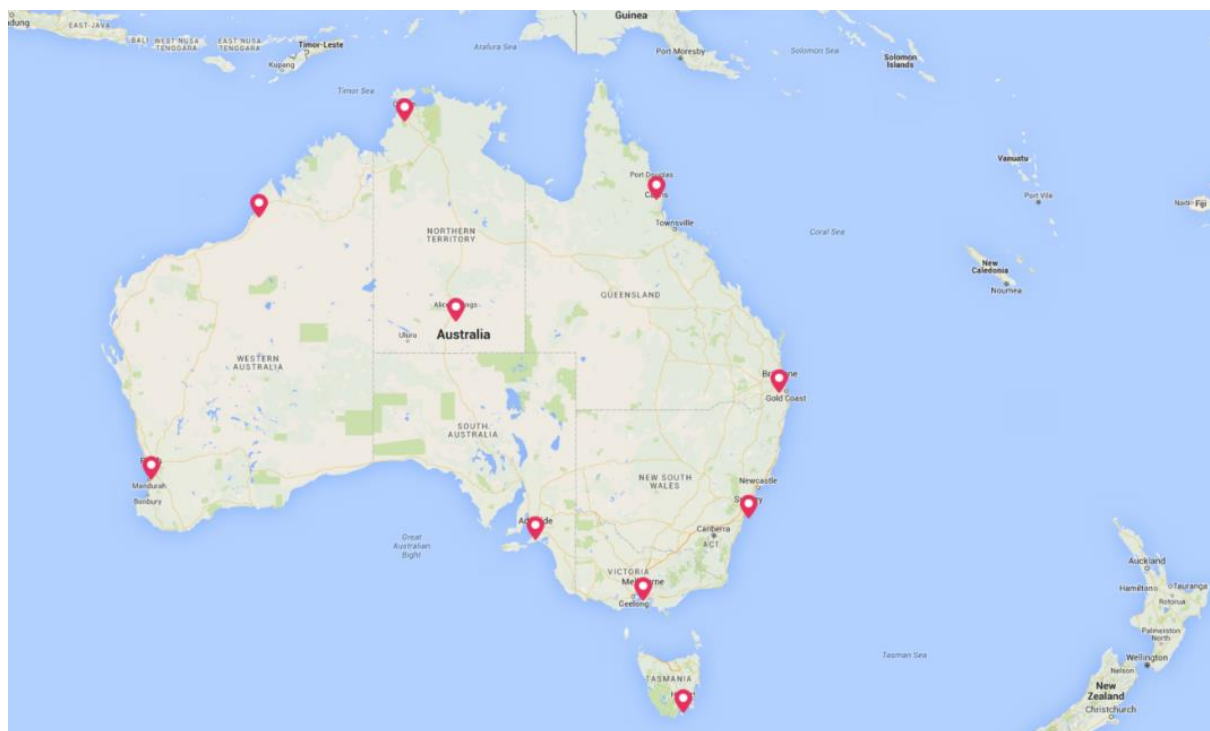 Guinea
EAST JAVA
BALI
WEST NUSA
TENGGARA
EAST NUSA
TENGGARA
Timor-Leste
Kupang
Arafura Sea
Port Moresby
Solomon Sea
Solomon
Islands
Timor Sea
Vanuatu
Port Vila
Fiji
Port Douglas
Townsville
Coral Sea
NORTHERN
TERRITORY
New
Caledonia
Noumea
QUEENSLAND
Uluru
Australia
WESTERN
AUSTRALIA
Gold Coast
SOUTH
AUSTRALIA
NEW SOUTH
WALES
Newcastle
Mandurah
Bunbury
Canberra
ACT
Great
Australian
Bight
VICTORIA
Geelong
Auckland
Hamilton
Tauranga
Rotorua
Palmerston
North
Wellington
Nelson
Tasman Sea
TASMANIA
New
Zealand
Christchurch